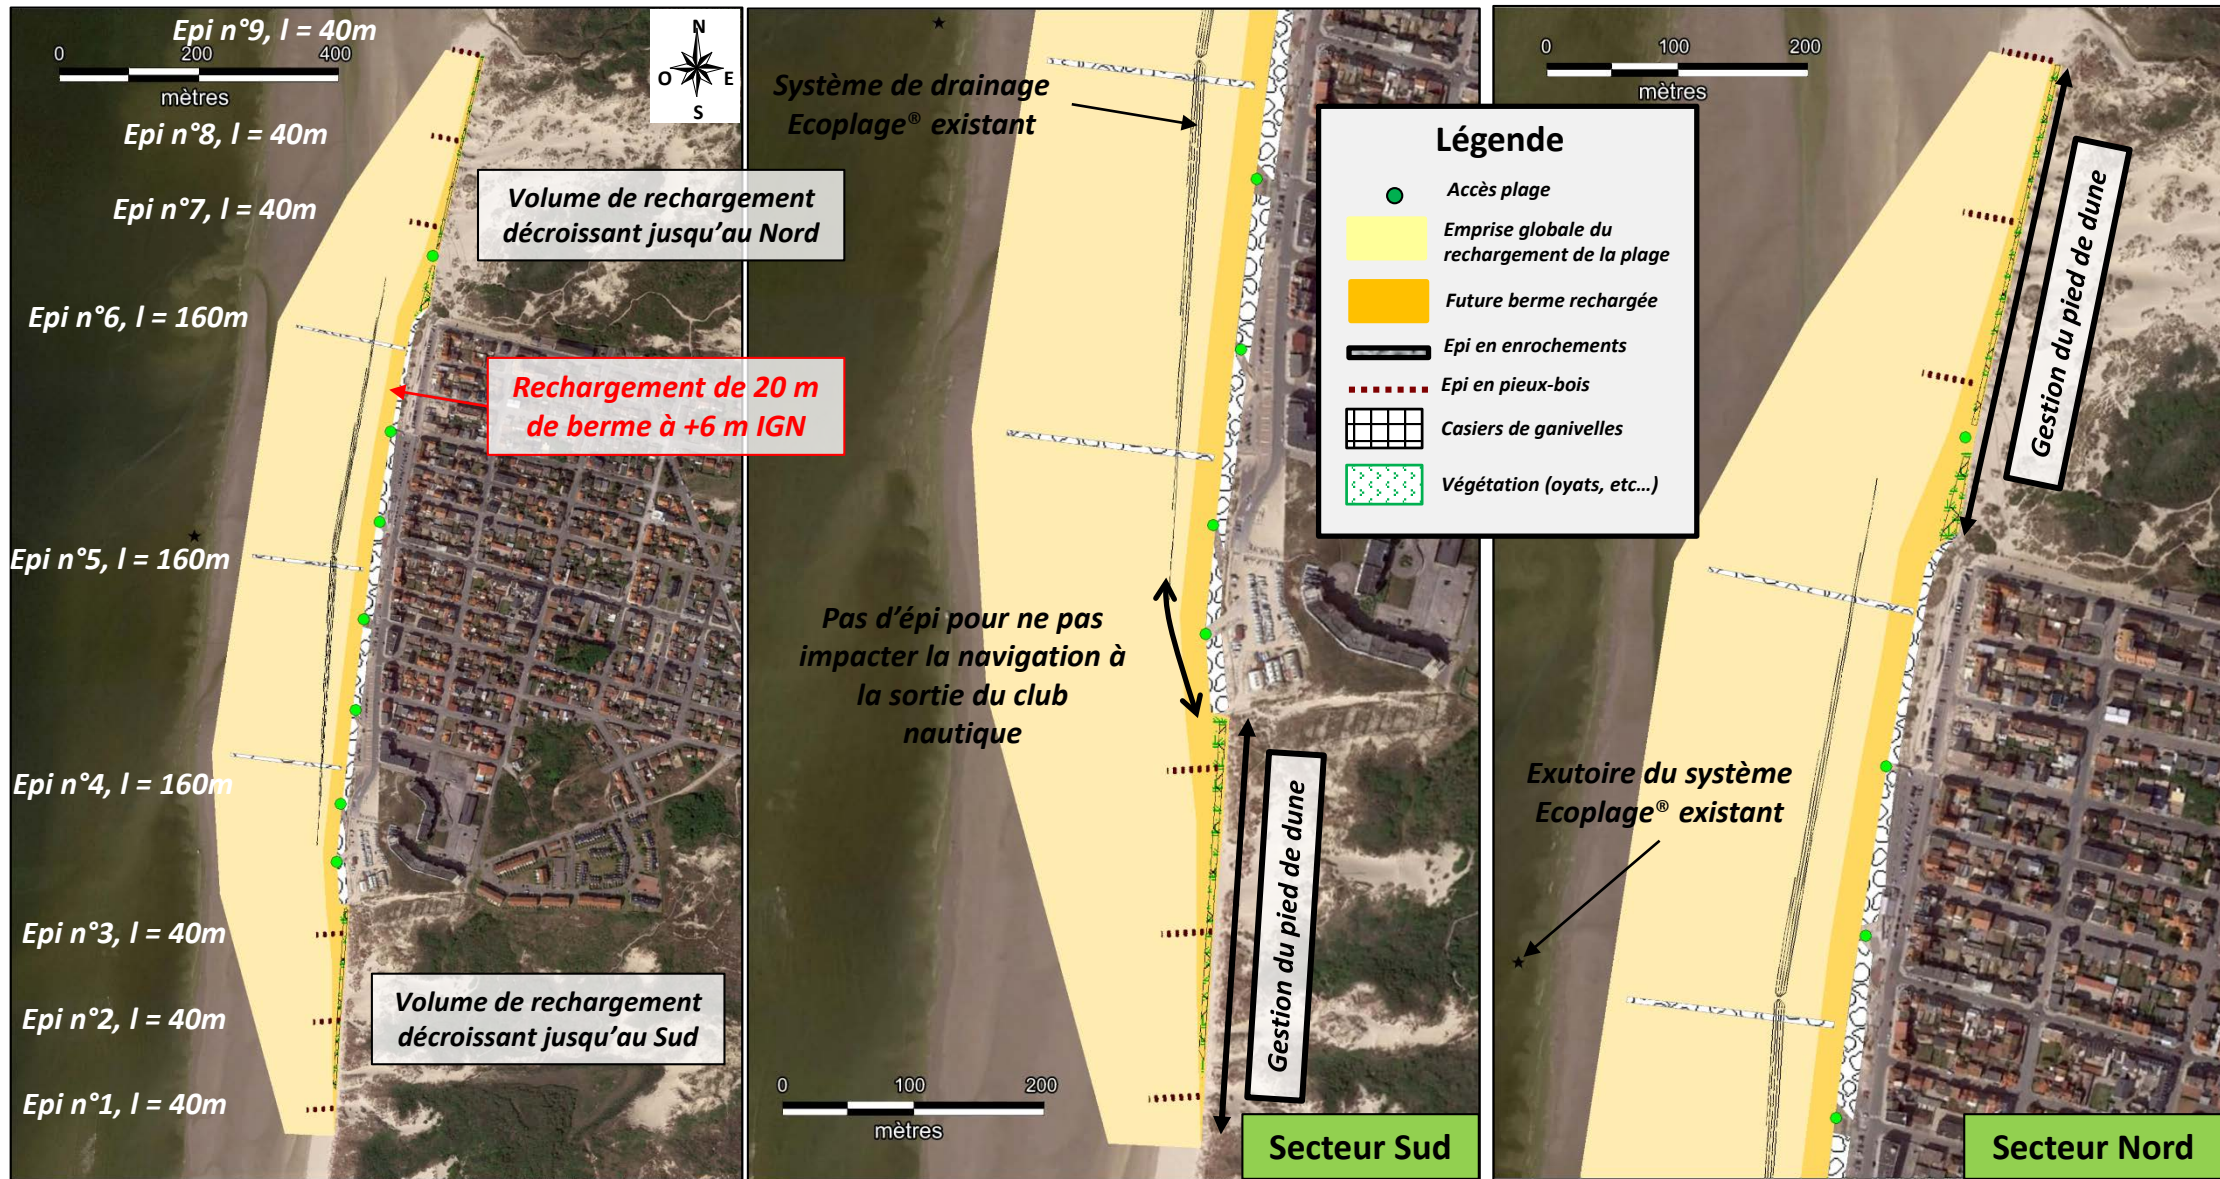 Epi n°9, l = 40m
0 200 400
mètres
N
O E
S
Epi n°8, l = 40m
Epi n°7, l = 40m
Volume de rechargement
décroissant jusqu'au Nord
Epi n°6, l = 160m
Rechargement de 20 m
de berme à +6 m IGN
Epi n°5, l = 160m
Epi n°4, l = 160m
Epi n°3, l = 40m
Epi n°2, l = 40m
Volume de rechargement
décroissant jusqu'au Sud
Epi n°1, l = 40m
Système de drainage
Ecoplage® existant
Pas d'épi pour ne pas
impacter la navigation à
la sortie du club
nautique
Gestion du pied de dune
0 100 200
mètres
Secteur Sud
Légende
Accès plage
Emprise globale du
rechargement de la plage
Future berme rechargée
Epi en enrochements
Epi en pieux-bois
Casiers de ganivelles
Végétation (oyats, etc...)
0 100 200
mètres
Gestion du pied de dune
Exutoire du système
Ecoplage® existant
Secteur Nord